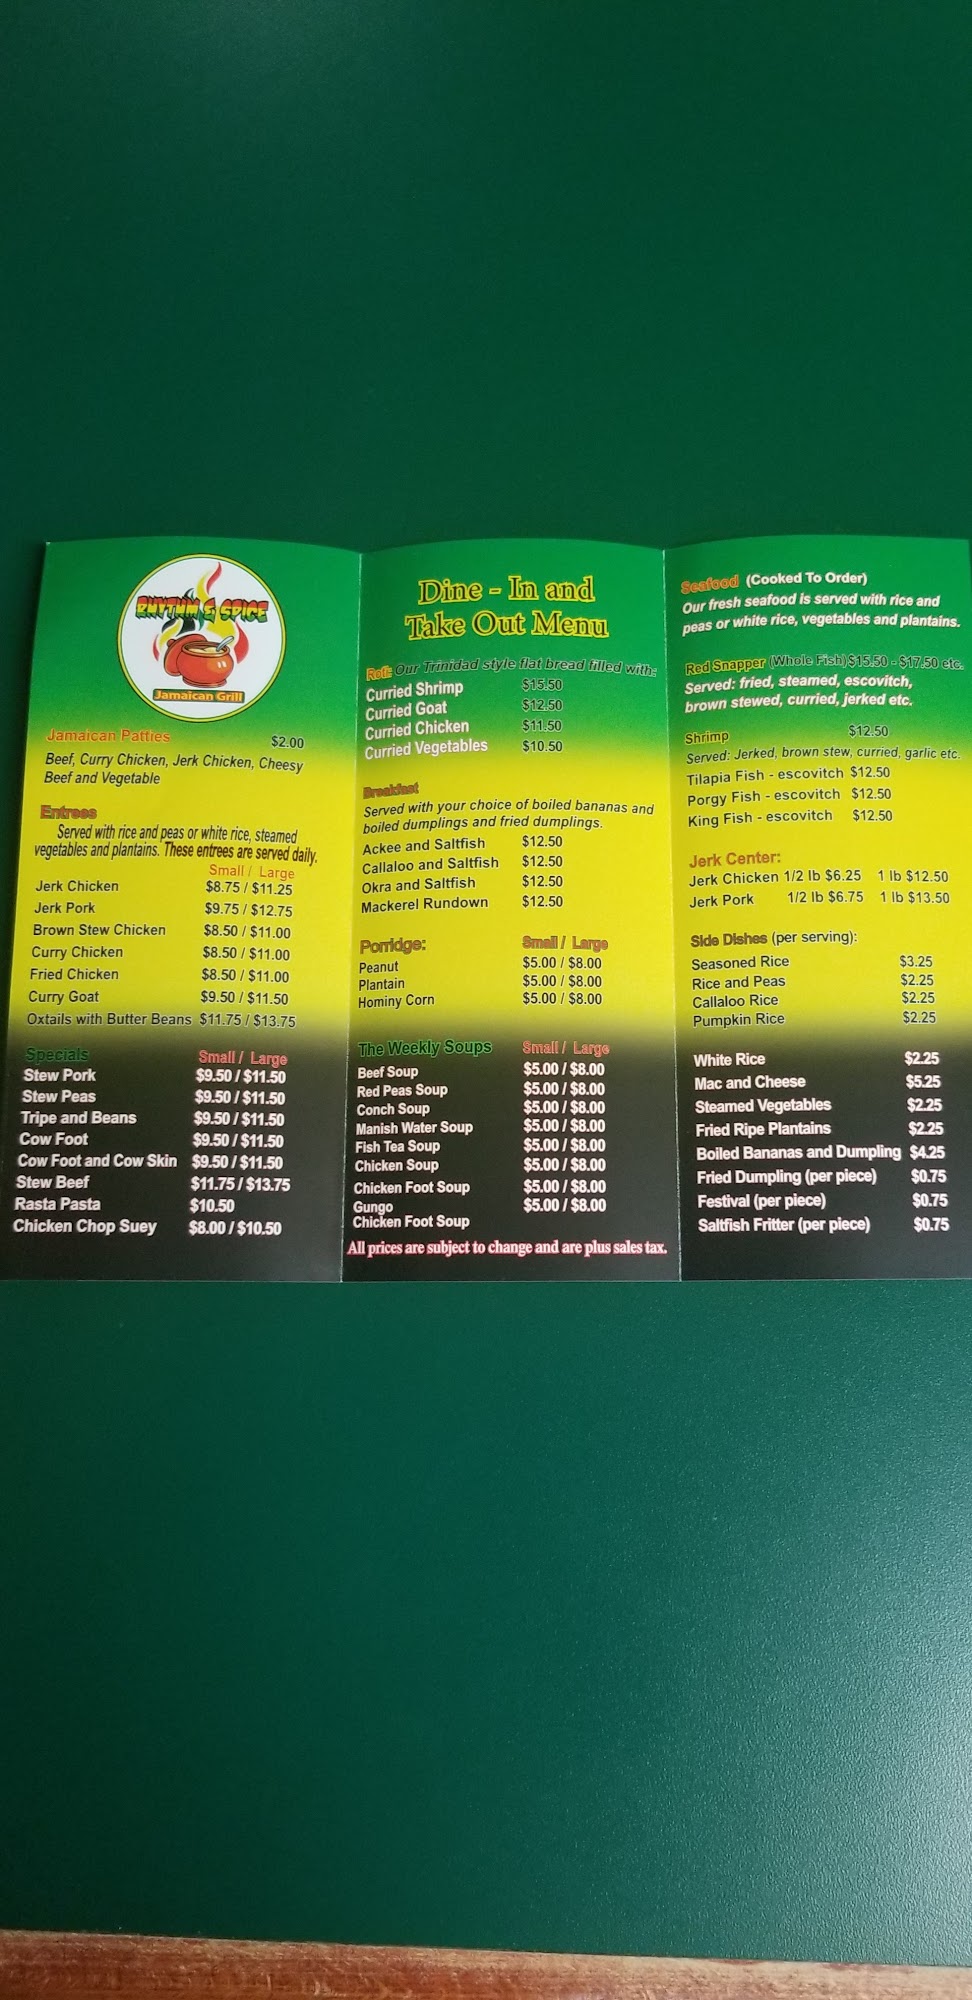 RHYTHM & SPICE
Jamaican Grill
Jamaican Patties $2.00
Beef, Curry Chicken, Jerk Chicken, Cheesy
Beef and Vegetable
Entrees
Served with rice and peas or white rice, steamed
vegetables and plantains. These entrees are served daily.
Small / Large
Jerk Chicken $8.75 / $11.25
Jerk Pork $9.75 / $12.75
Brown Stew Chicken $8.50 / $11.00
Curry Chicken $8.50 / $11.00
Fried Chicken $8.50 / $11.00
Curry Goat $9.50 / $11.50
Oxtails with Butter Beans $11.75 / $13.75
Specials Small / Large
Stew Pork $9.50 / $11.50
Stew Peas $9.50 / $11.50
Tripe and Beans $9.50 / $11.50
Cow Foot $9.50 / $11.50
Cow Foot and Cow Skin $9.50 / $11.50
Stew Beef $11.75 / $13.75
Rasta Pasta $10.50
Chicken Chop Suey $8.00 / $10.50
Dine - In and
Take Out Menu
Roti: Our Trinidad style flat bread filled with:
Curried Shrimp $15.50
Curried Goat $12.50
Curried Chicken $11.50
Curried Vegetables $10.50
Breakfast
Served with your choice of boiled bananas and
boiled dumplings and fried dumplings.
Ackee and Saltfish $12.50
Callaloo and Saltfish $12.50
Okra and Saltfish $12.50
Mackerel Rundown $12.50
Porridge: Small / Large
Peanut $5.00 / $8.00
Plantain $5.00 / $8.00
Hominy Corn $5.00 / $8.00
The Weekly Soups Small / Large
Beef Soup $5.00 / $8.00
Red Peas Soup $5.00 / $8.00
Conch Soup $5.00 / $8.00
Manish Water Soup $5.00 / $8.00
Fish Tea Soup $5.00 / $8.00
Chicken Soup $5.00 / $8.00
Chicken Foot Soup $5.00 / $8.00
Gungo $5.00 / $8.00
Chicken Foot Soup
All prices are subject to change and are plus sales tax.
Seafood (Cooked To Order)
Our fresh seafood is served with rice and
peas or white rice, vegetables and plantains.
Red Snapper (Whole Fish) $15.50 - $17.50 etc.
Served: fried, steamed, escovitch,
brown stewed, curried, jerked etc.
Shrimp $12.50
Served: Jerked, brown stew, curried, garlic etc.
Tilapia Fish - escovitch $12.50
Porgy Fish - escovitch $12.50
King Fish - escovitch $12.50
Jerk Center:
Jerk Chicken 1/2 lb $6.25 1 lb $12.50
Jerk Pork 1/2 lb $6.75 1 lb $13.50
Side Dishes (per serving):
Seasoned Rice $3.25
Rice and Peas $2.25
Callaloo Rice $2.25
Pumpkin Rice $2.25
White Rice $2.25
Mac and Cheese $5.25
Steamed Vegetables $2.25
Fried Ripe Plantains $2.25
Boiled Bananas and Dumpling $4.25
Fried Dumpling (per piece) $0.75
Festival (per piece) $0.75
Saltfish Fritter (per piece) $0.75